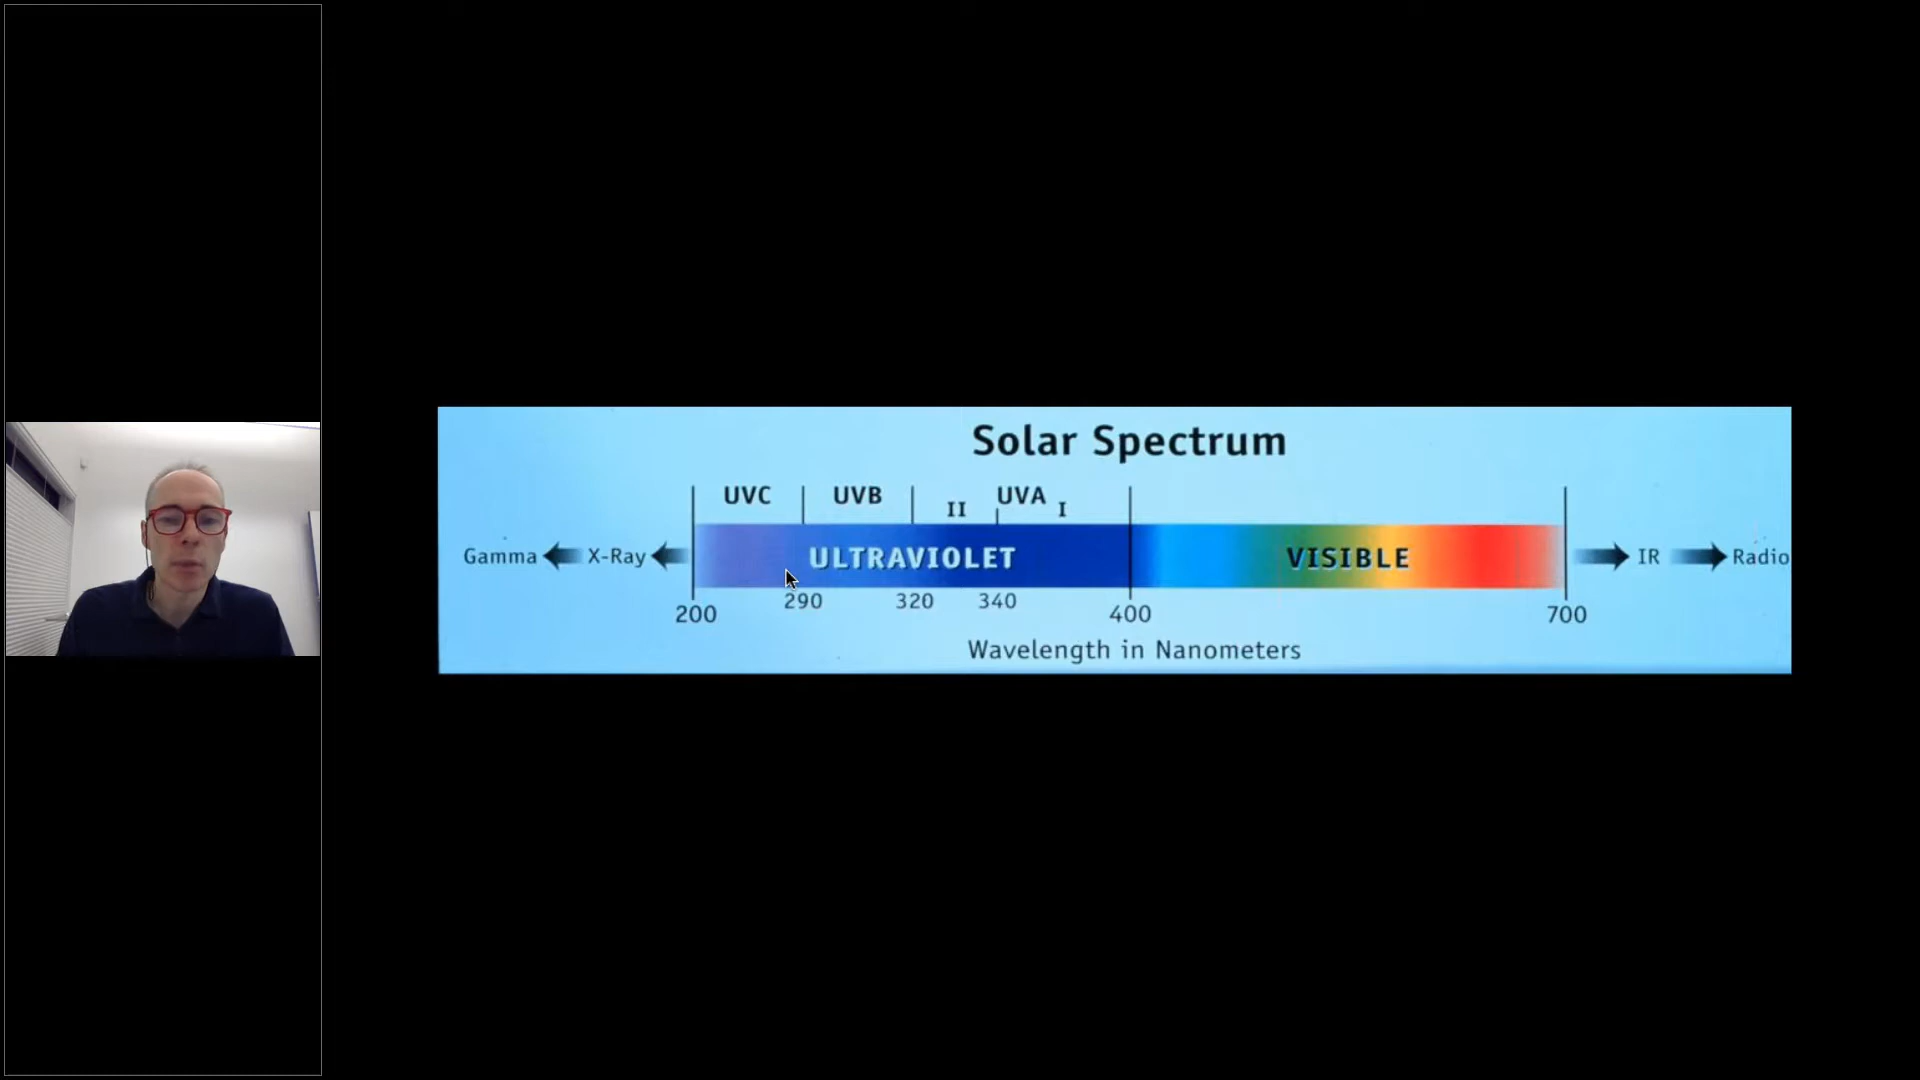 Solar Spectrum
UVC UVB II UVA I
Gamma X-Ray ULTRAVIOLET VISIBLE IR Radio
290 320 340
200 400 700
Wavelength in Nanometers